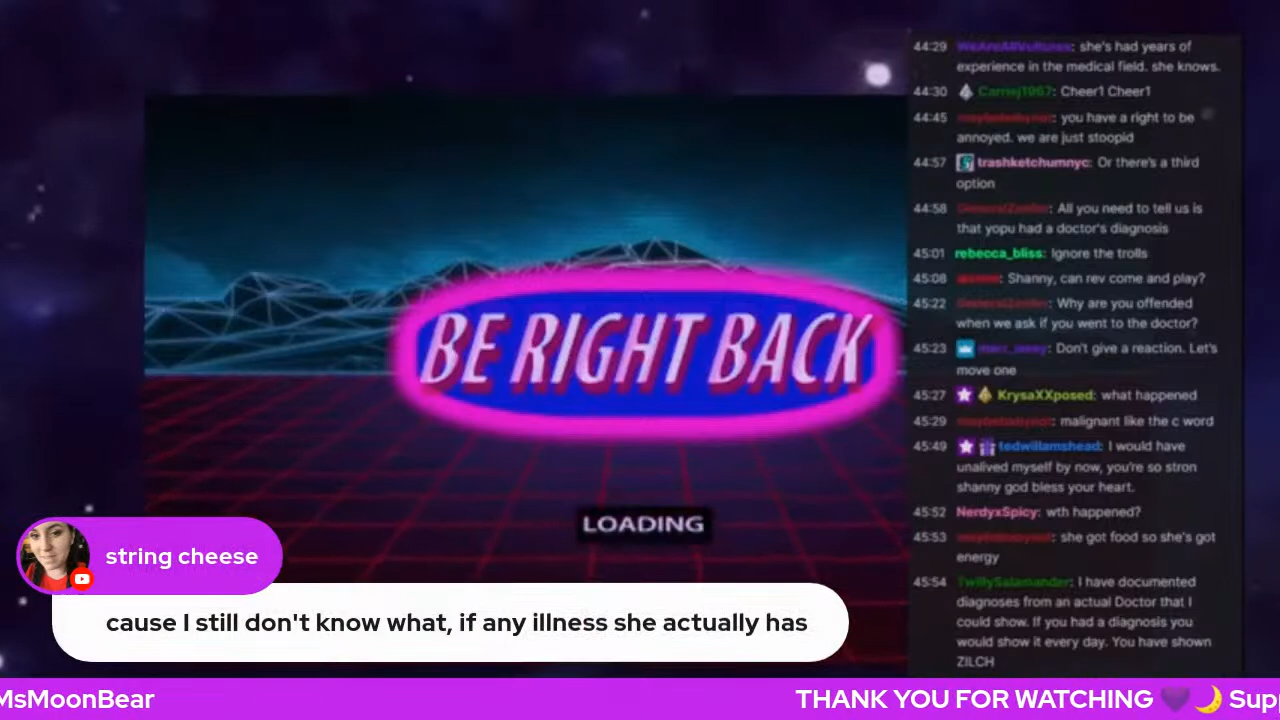 44:29 WeAreAllVultures: she's had years of
experience in the medical field. she knows.
44:30 Carriej1967: Cheer1 Cheer1
44:45 you have a right to be
annoyed. we are just stoopid
44:57 trashketchumnyc: Or there's a third
option
44:58 All you need to tell us is
that yopu had a doctor's diagnosis
45:01 rebecca_bliss: Ignore the trolls
45:08 Shanny, can rev come and play?
45:22 Why are you offended
when we ask if you went to the doctor?
45:23 Don't give a reaction. Let's
move one
45:27 KrysaXXposed: what happened
45:29 malignant like the c word
45:49 tedwillamshead: I would have
unalived myself by now, you're so stron
shanny god bless your heart.
45:52 NerdyxSpicy: wth happened?
45:53 she got food so she's got
energy
45:54 TwillySalamander: I have documented
diagnoses from an actual Doctor that I
could show. If you had a diagnosis you
would show it every day. You have shown
ZILCH
BE RIGHT BACK
LOADING
string cheese
cause I still don't know what, if any illness she actually has
MsMoonBear THANK YOU FOR WATCHING 💜🌙 Supp